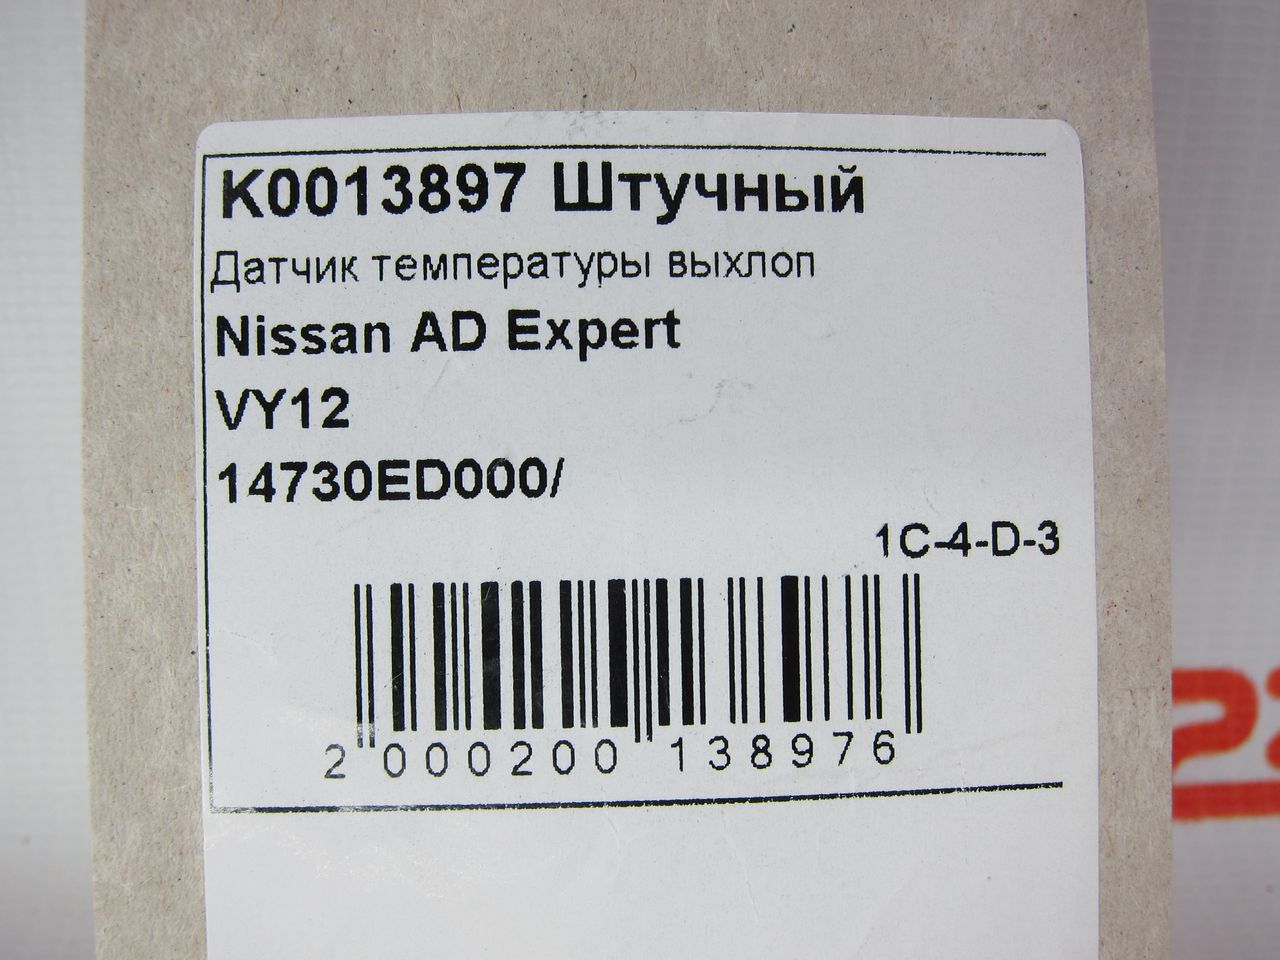 K0013897 Штучный
Датчик температуры выхлоп
Nissan AD Expert
VY12
14730ED000/
1C-4-D-3
2 000200 138976